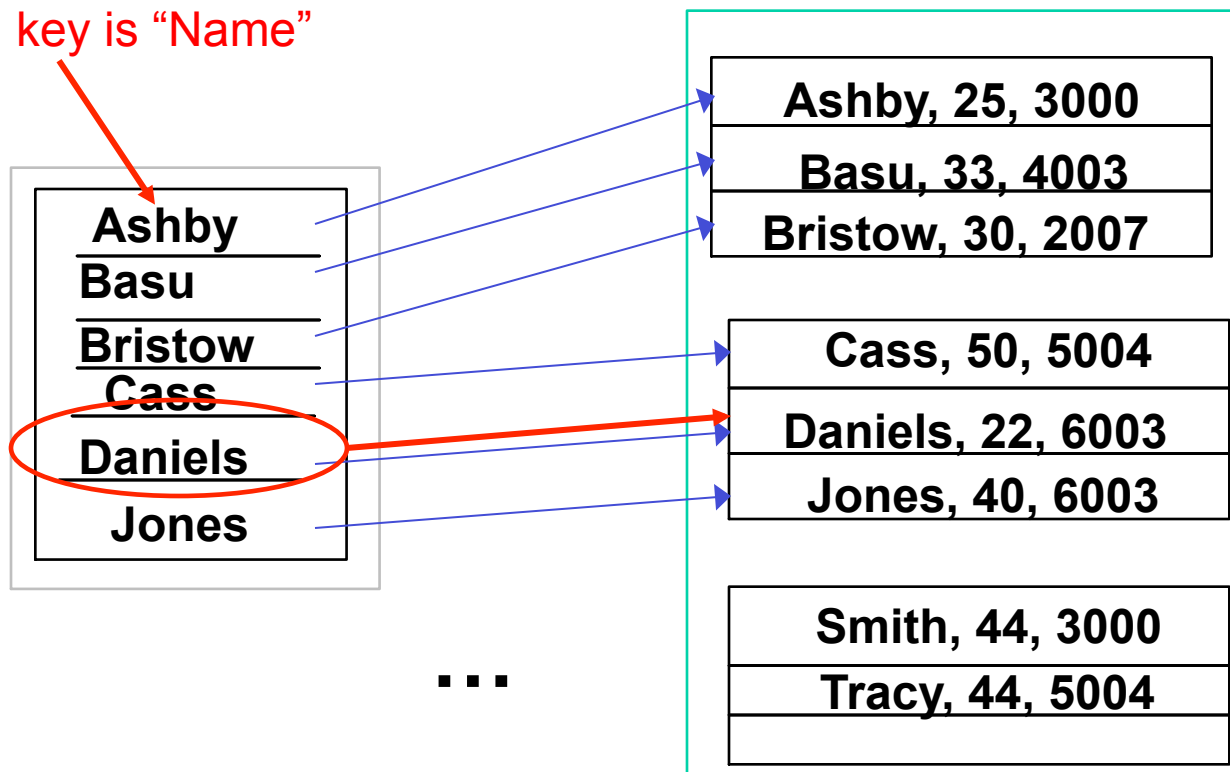 key is “Name”
Ashby
Basu
Bristow
Cass
Daniels
Jones
...
Ashby, 25, 3000
Basu, 33, 4003
Bristow, 30, 2007
Cass, 50, 5004
Daniels, 22, 6003
Jones, 40, 6003
Smith, 44, 3000
Tracy, 44, 5004